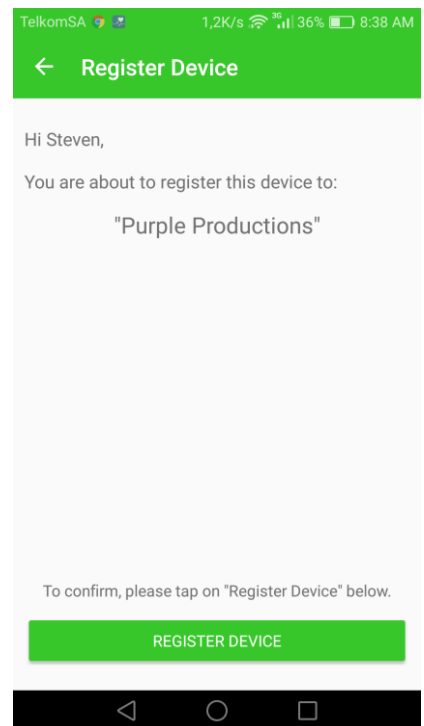 TelkomSA 1,2K/s 3G 36% 8:38 AM
Register Device
Hi Steven,
You are about to register this device to:
"Purple Productions"
To confirm, please tap on "Register Device" below.
REGISTER DEVICE